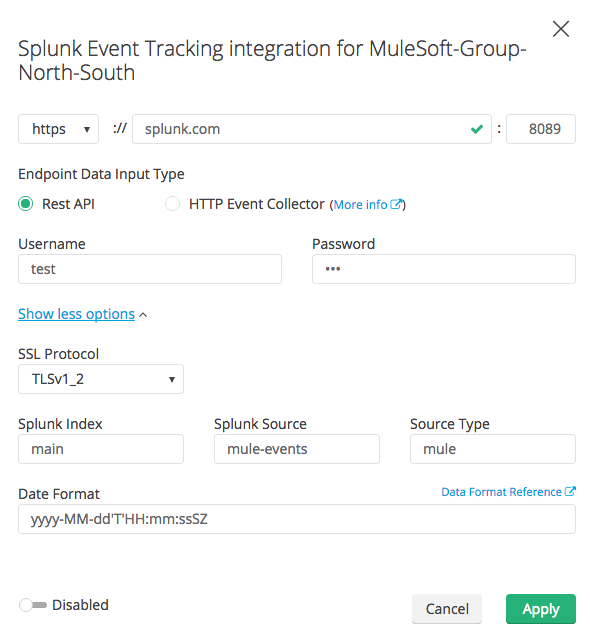 Splunk Event Tracking integration for MuleSoft-Group-
North-South
https :// splunk.com : 8089
Endpoint Data Input Type
Rest API HTTP Event Collector (More info)
Username Password
test •••
Show less options
SSL Protocol
TLSv1_2
Splunk Index Splunk Source Source Type
main mule-events mule
Date Format Data Format Reference
yyyy-MM-dd'T'HH:mm:ssSZ
Disabled Cancel Apply